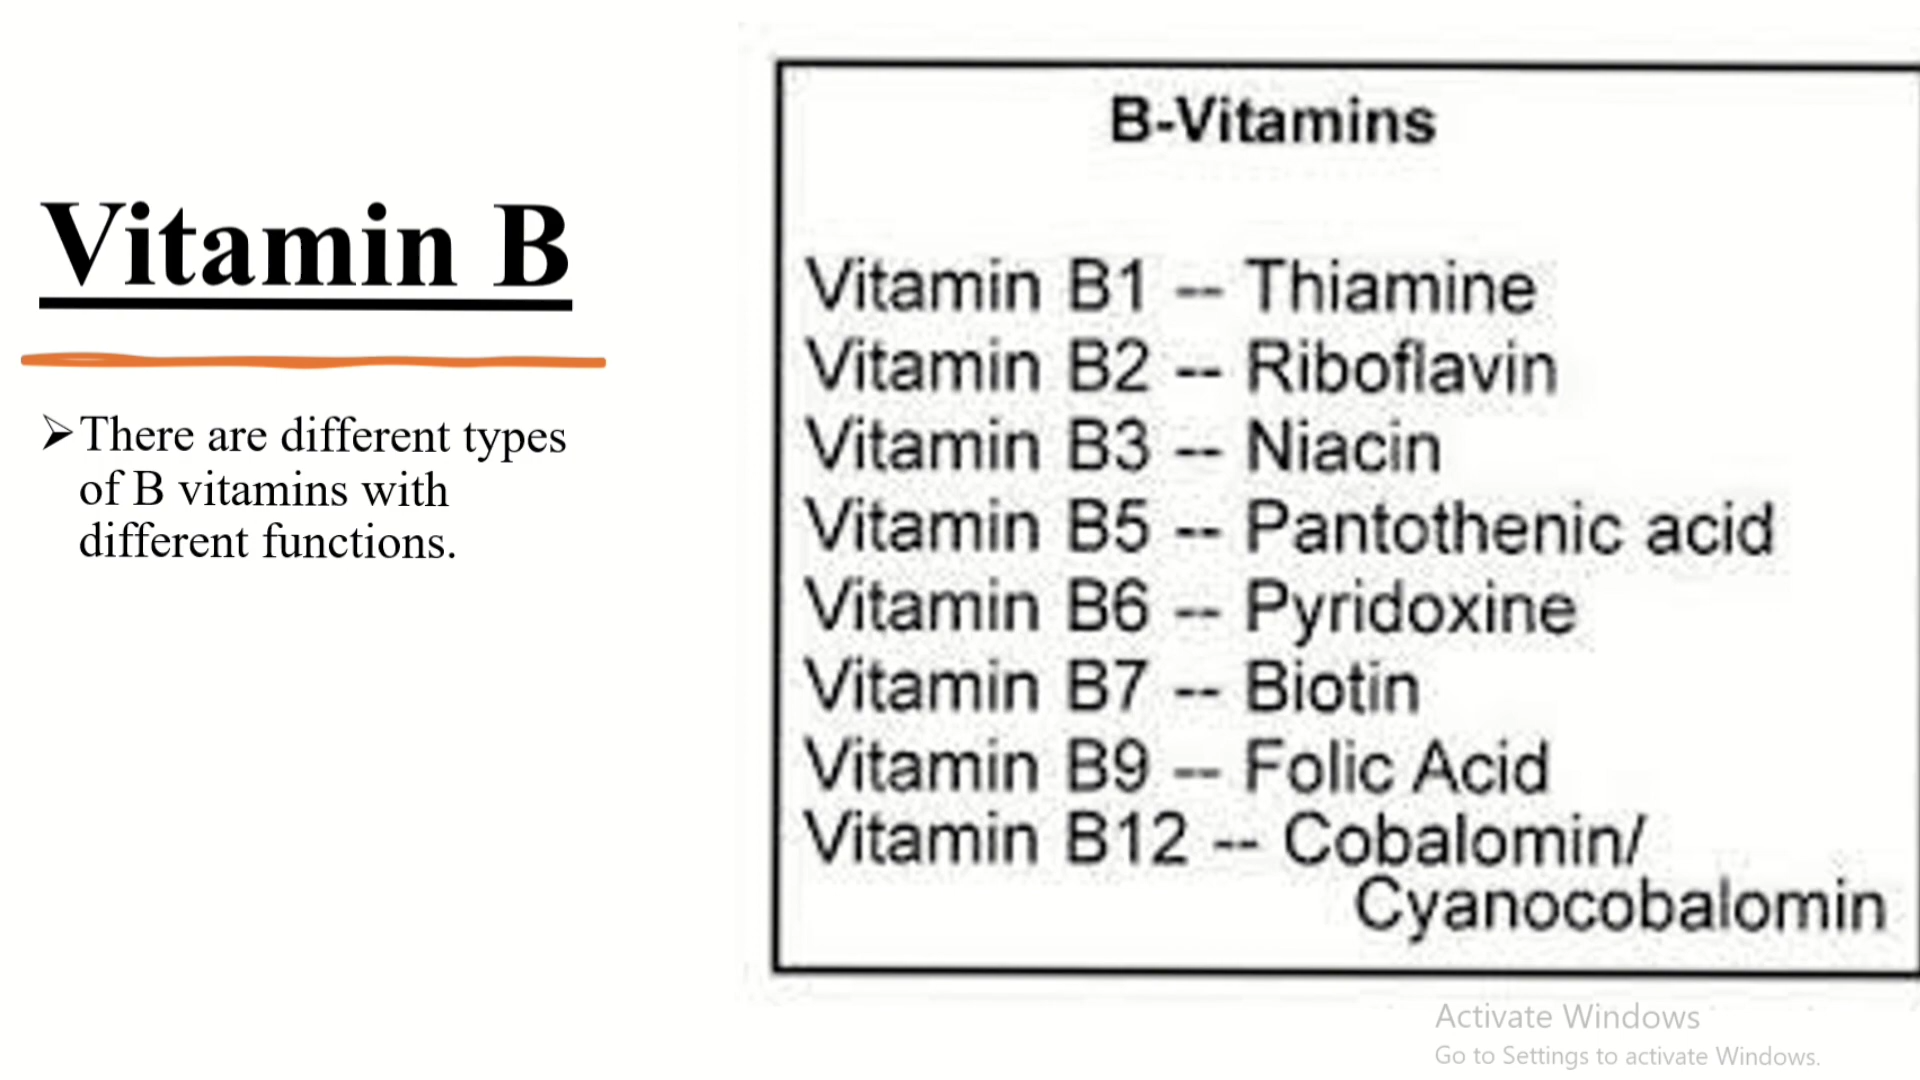 Vitamin B
➢There are different types
of B vitamins with
different functions.
B-Vitamins
Vitamin B1 -- Thiamine
Vitamin B2 -- Riboflavin
Vitamin B3 -- Niacin
Vitamin B5 -- Pantothenic acid
Vitamin B6 -- Pyridoxine
Vitamin B7 -- Biotin
Vitamin B9 -- Folic Acid
Vitamin B12 -- Cobalomin/
Cyanocobalomin
Activate Windows
Go to Settings to activate Windows.